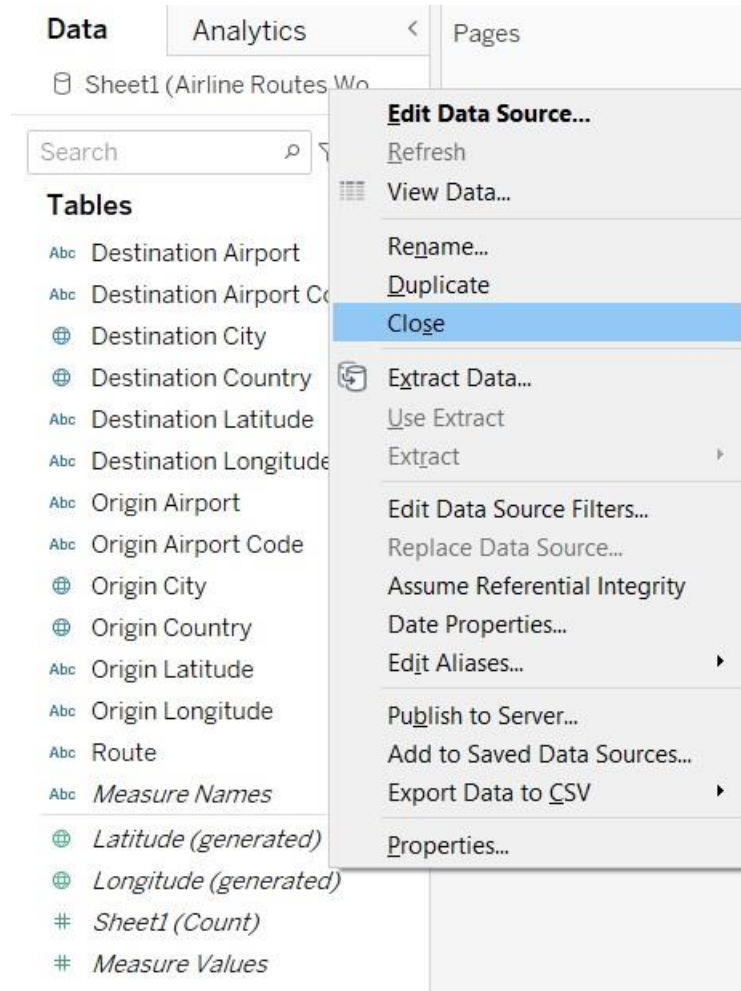 Data
Analytics
<
Pages
Sheet1 (Airline Routes Wo
Search
Tables
Abc Destination Airport
Abc Destination Airport Co
Destination City
Destination Country
Abc Destination Latitude
Abc Destination Longitude
Abc Origin Airport
Abc Origin Airport Code
Origin City
Origin Country
Abc Origin Latitude
Abc Origin Longitude
Abc Route
Abc Measure Names
Latitude (generated)
Longitude (generated)
# Sheet1 (Count)
# Measure Values
Edit Data Source...
Refresh
View Data...
Rename...
Duplicate
Close
Extract Data...
Use Extract
Extract
Edit Data Source Filters...
Replace Data Source...
Assume Referential Integrity
Date Properties...
Edit Aliases...
Publish to Server...
Add to Saved Data Sources...
Export Data to CSV
Properties...